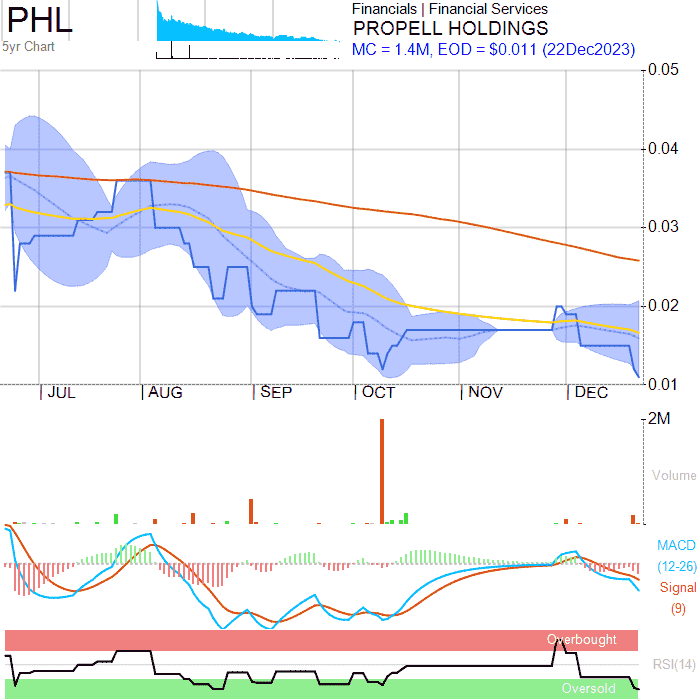 PHL
5yr Chart
Financials | Financial Services
PROPELL HOLDINGS
MC = 1.4M, EOD = $0.011 (22Dec2023)
0.05
0.04
0.03
0.02
0.01
JUL AUG SEP OCT NOV DEC
2M
Volume
MACD
(12-26)
Signal
(9)
Overbought
RSI(14)
Oversold